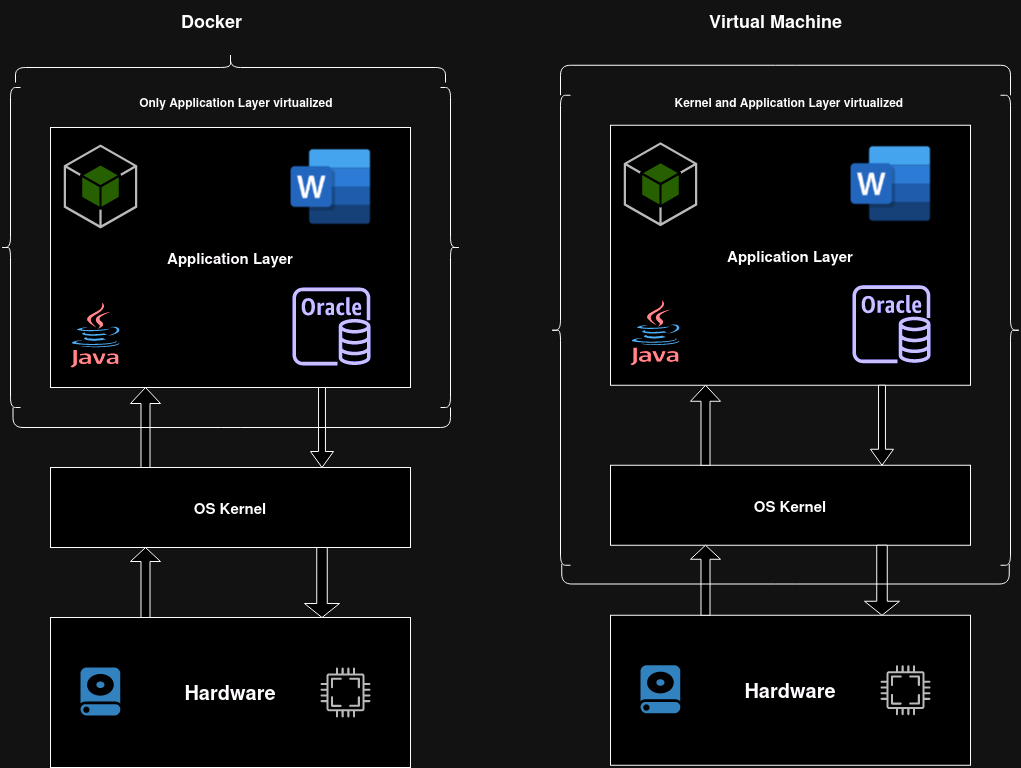 Docker
Only Application Layer virtualized
W
Application Layer
Oracle
Java
OS Kernel
Hardware
Virtual Machine
Kernel and Application Layer virtualized
W
Application Layer
Oracle
Java
OS Kernel
Hardware